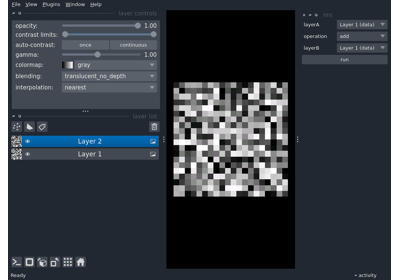 File View Plugins Window Help
layer controls
opacity: 1.00
contrast limits:
auto-contrast: once continuous
gamma: 1.00
colormap: gray
blending: translucent_no_depth
interpolation: nearest
layer list
Layer 2
Layer 1
layerA Layer 1 (data)
operation add
layerB Layer 1 (data)
run
Ready
activity